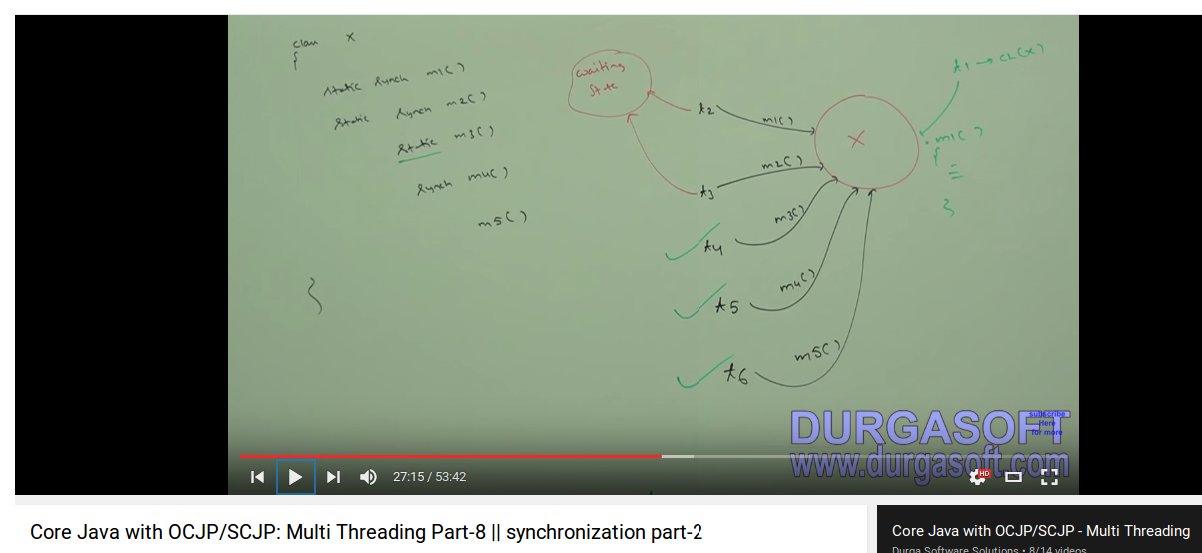 class X
{
static synch m1( )
static synch m2( )
static m3( )
synch m4( )
m5( )
}
waiting
state
t2
m1( )
t3
m2( )
t4
m3( )
t5
m4( )
t6
m5( )
X
t1 → CL(X)
m1( )
{
}
DURGASOFT
www.durgasoft.com
subscribe
Here
for more
HD
27:15 / 53:42
Core Java with OCJP/SCJP: Multi Threading Part-8 || synchronization part-2
Core Java with OCJP/SCJP - Multi Threading
Durga Software Solutions • 8/14 videos